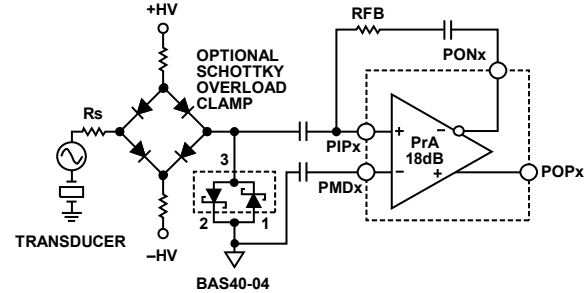 +HV
RFB
PONx
OPTIONAL
SCHOTTKY
OVERLOAD
CLAMP
Rs
+
−
PrA
18dB
−
+
PIPx
PMDx
POPx
3
2
1
TRANSDUCER
−HV
BAS40-04